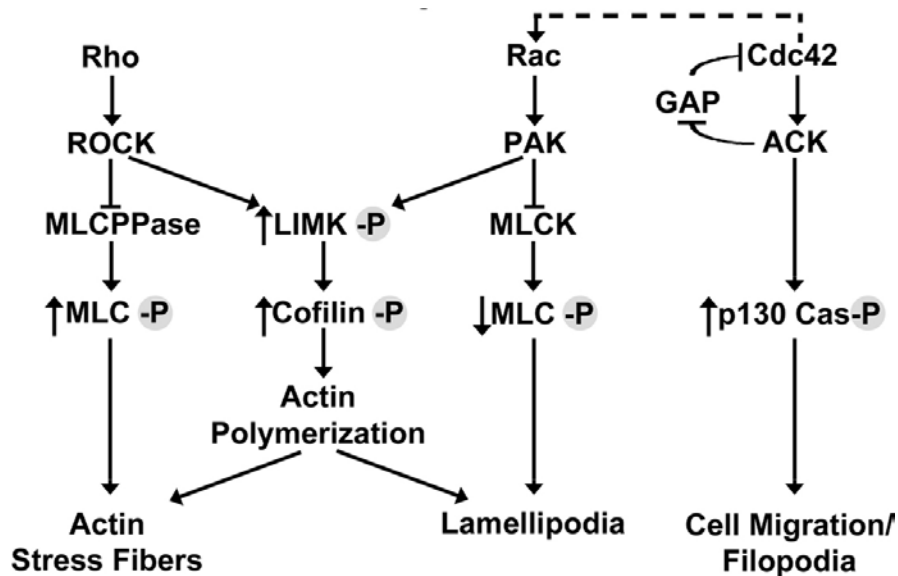 Rho
Rac
Cdc42
GAP
ROCK
PAK
ACK
MLCPPase
LIMK -P
MLCK
MLC -P
Cofilin -P
MLC -P
p130 Cas-P
Actin
Polymerization
Actin
Stress Fibers
Lamellipodia
Cell Migration/
Filopodia